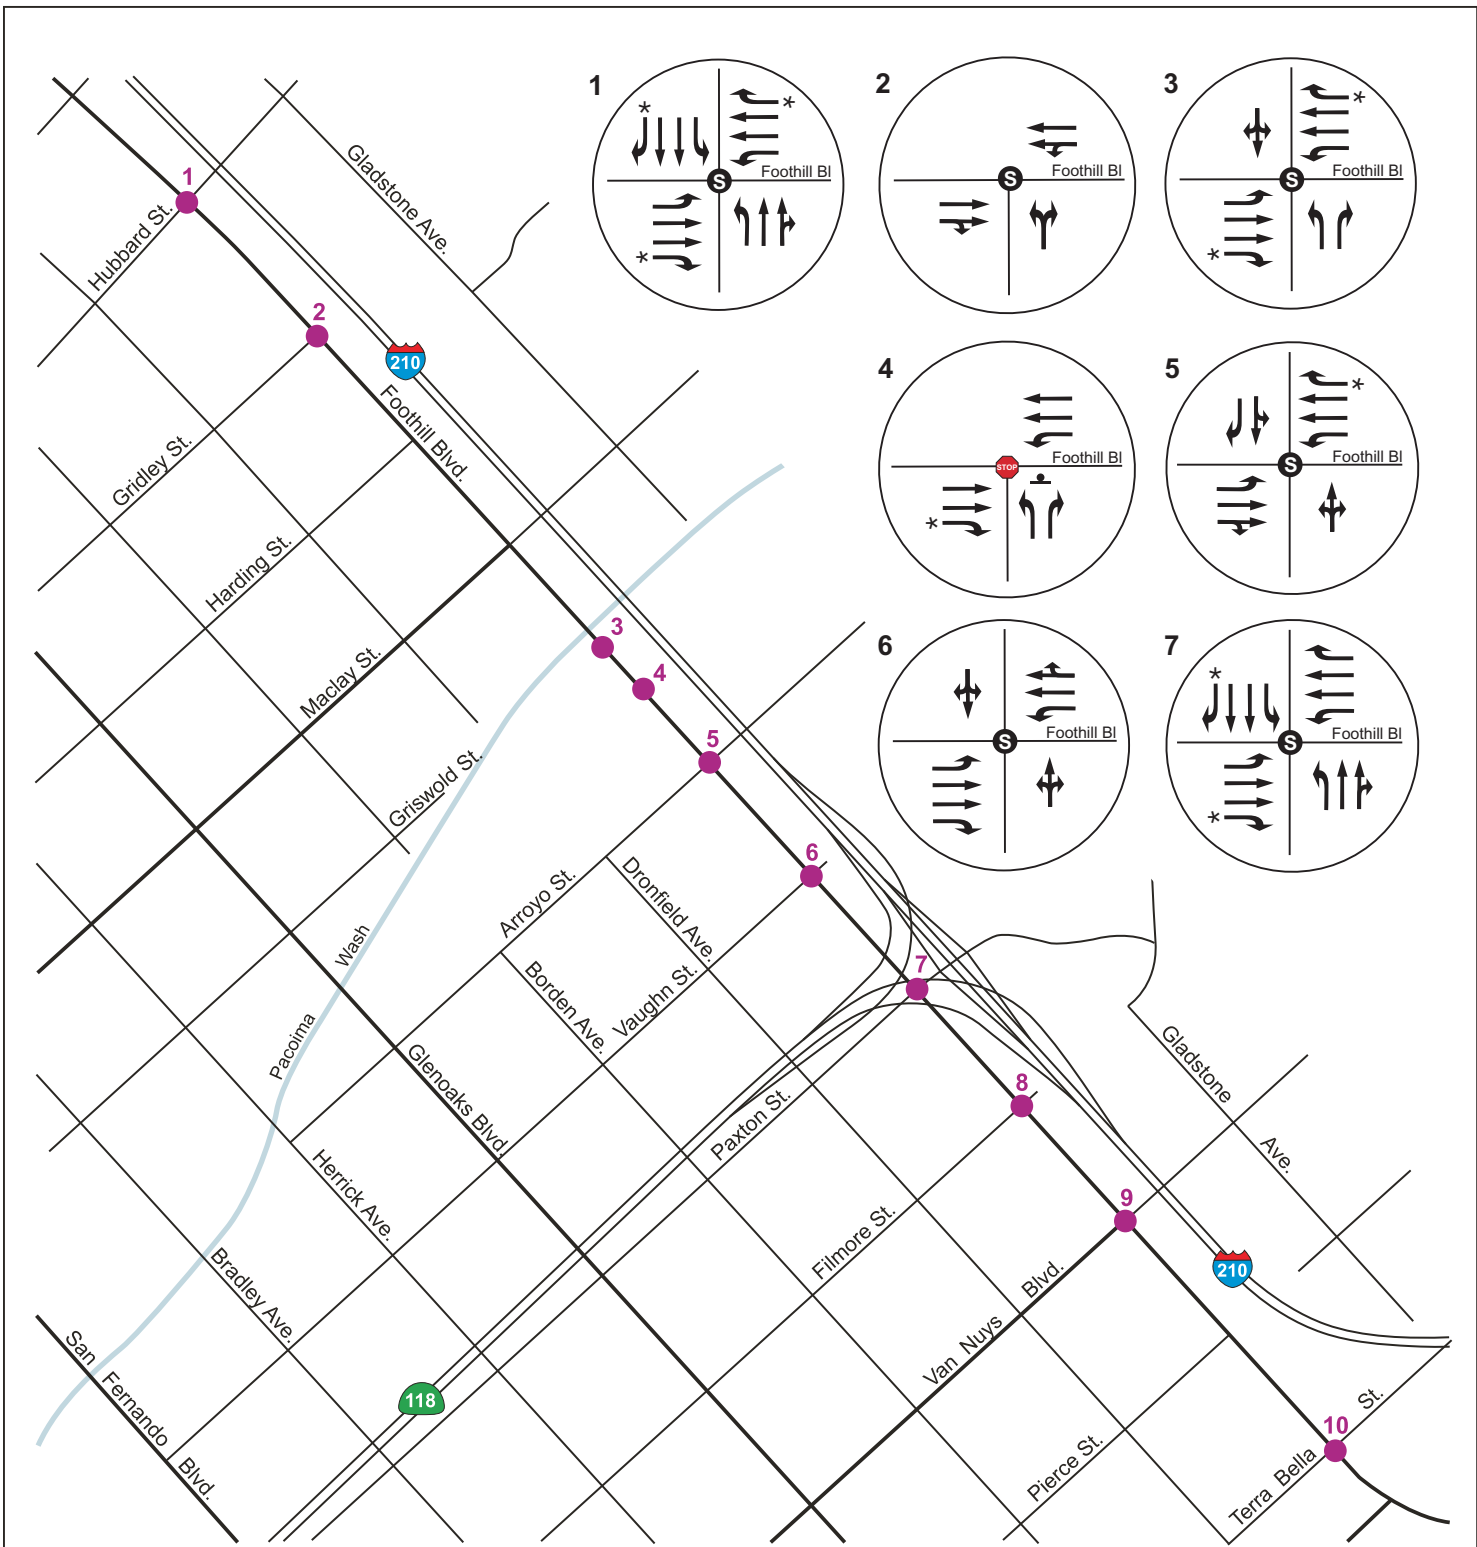 1
*
*
Foothill Bl
S
*
2
Foothill Bl
S
3
*
Foothill Bl
S
*
4
Foothill Bl
STOP
*
5
*
Foothill Bl
S
6
Foothill Bl
S
7
*
Foothill Bl
S
*
Gladstone Ave.
1
Hubbard St.
2
210
Foothill Blvd.
Gridley St.
Harding St.
3
4
Maclay St.
5
Griswold St.
6
Dronfield Ave.
Arroyo St.
Pacoima Wash
Borden Ave.
Vaughn St.
7
Gladstone Ave.
Glenoaks Blvd.
Paxton St.
8
Herrick Ave.
9
Filmore St.
Bradley Ave.
210
Van Nuys Blvd.
San Fernando Blvd.
118
10
Pierce St.
Terra Bella St.